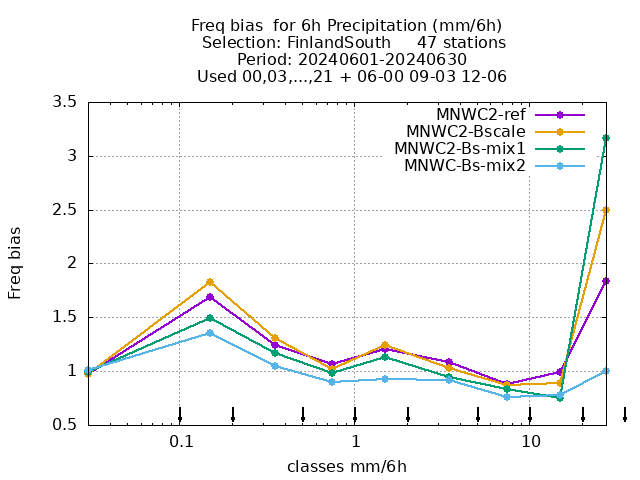 Freq bias  for 6h Precipitation (mm/6h)
Selection: FinlandSouth     47 stations
Period: 20240601-20240630
Used 00,03,...,21 + 06-00 09-03 12-06
MNWC2-ref
MNWC2-Bscale
MNWC2-Bs-mix1
MNWC-Bs-mix2
3.5
3
2.5
2
1.5
1
0.5
Freq bias
0.1
1
10
classes mm/6h